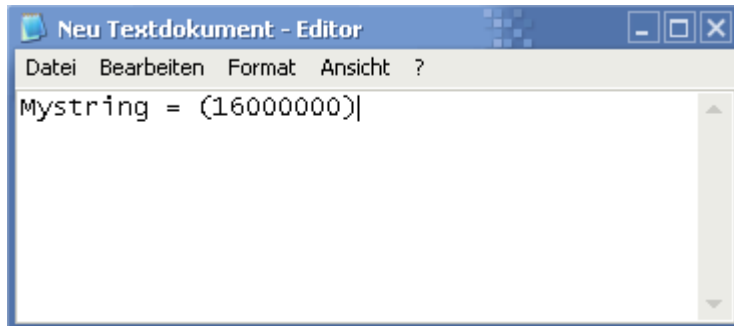 Neu Textdokument - Editor
Datei Bearbeiten Format Ansicht ?
Mystring = (16000000)